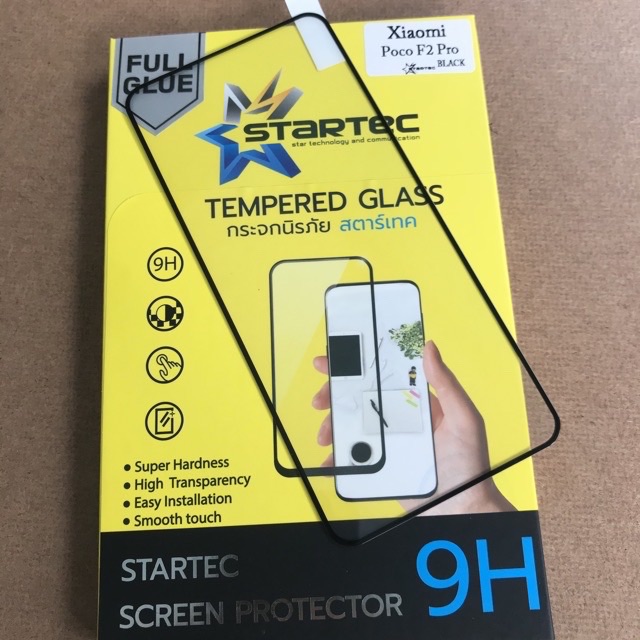 FULL
GLUE
Xiaomi
Poco F2 Pro
STARTEC BLACK
STARTEC
star technology and communication
TEMPERED GLASS
กระจกนิรภัย สตาร์เทค
9H
• Super Hardness
• High Transparency
• Easy Installation
• Smooth touch
STARTEC
SCREEN PROTECTOR
9H